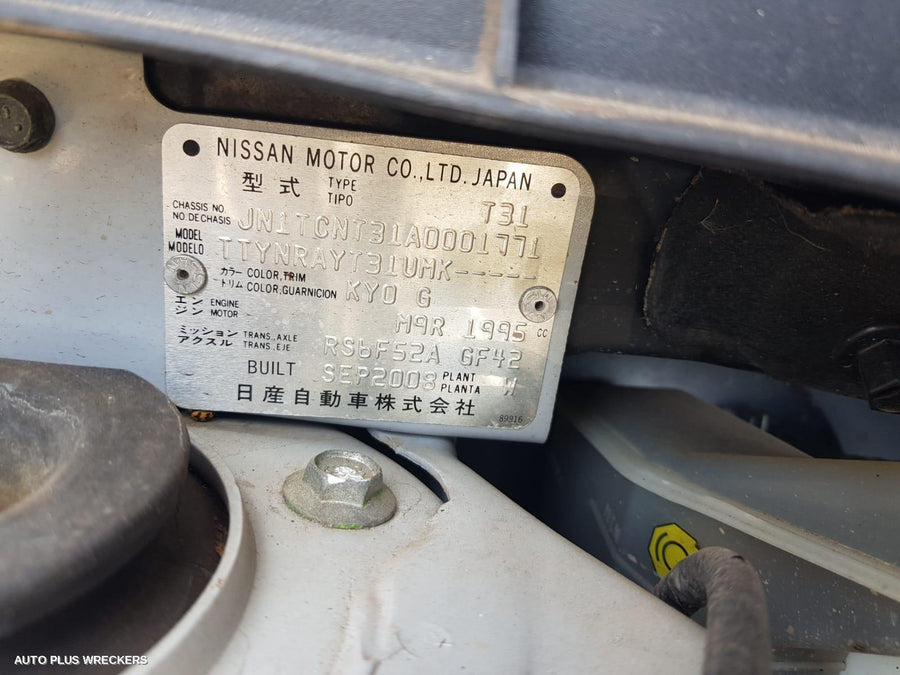 NISSAN MOTOR CO.,LTD.JAPAN
型式 TYPE TIPO T31
CHASSIS NO. NO.DE CHASIS JN1TCNT31A0001771
MODEL MODELO TTYNRAYT31UMK-----
カラー COLOR,TRIM
トリム COLOR,GUARNICION KY0 G
エンジン ENGINE MOTOR M9R 1995 CC
ミッション TRANS.,AXLE
アクスル TRANS.,EJE RS6F52A GF42
BUILT SEP2008 PLANT PLANTA W
日産自動車株式会社
89916
AUTO PLUS WRECKERS